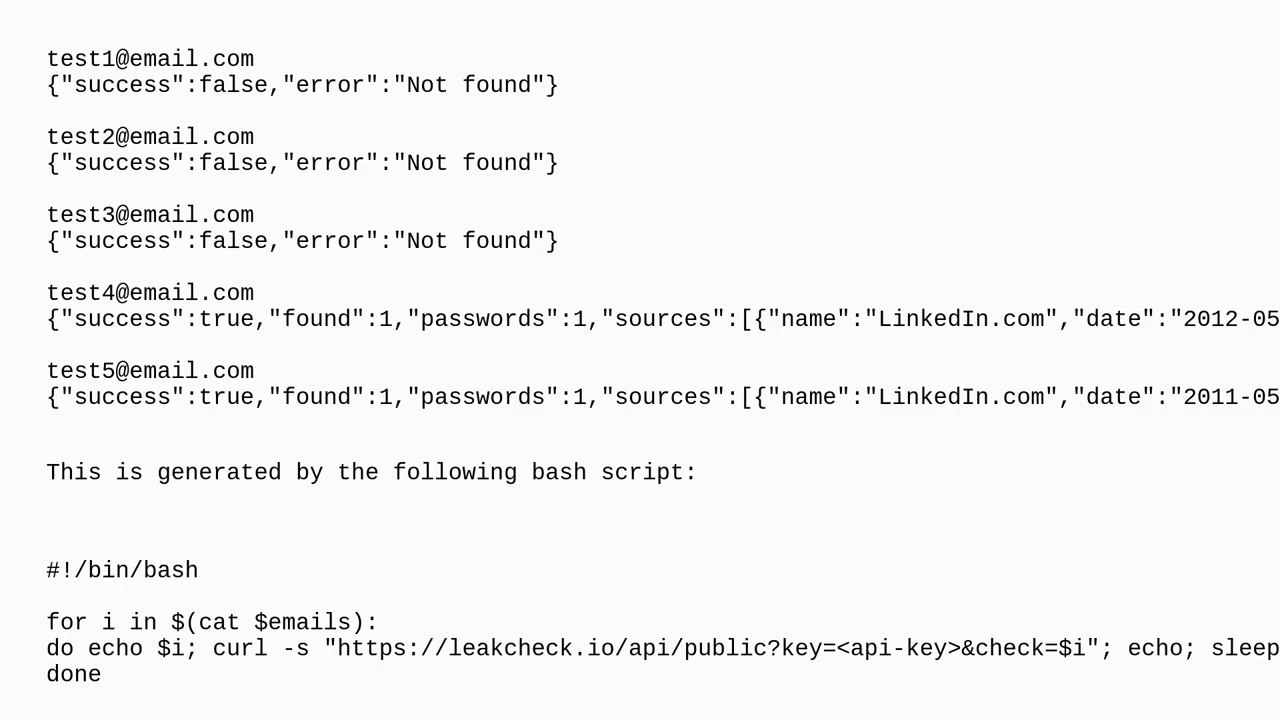 test1@email.com
{"success":false,"error":"Not found"}
test2@email.com
{"success":false,"error":"Not found"}
test3@email.com
{"success":false,"error":"Not found"}
test4@email.com
{"success":true,"found":1,"passwords":1,"sources":[{"name":"LinkedIn.com","date":"2012-05
test5@email.com
{"success":true,"found":1,"passwords":1,"sources":[{"name":"LinkedIn.com","date":"2011-05
This is generated by the following bash script:
#!/bin/bash
for i in $(cat $emails):
do echo $i; curl -s "https://leakcheck.io/api/public?key=<api-key>&check=$i"; echo; sleep
done